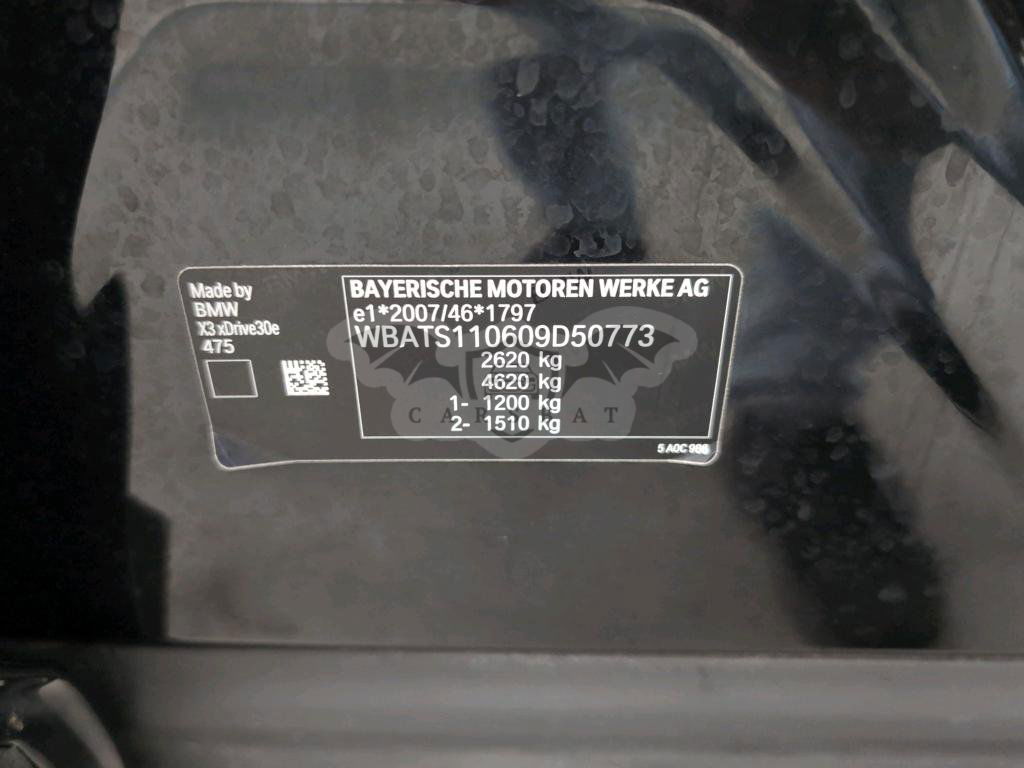 Made by
BMW
X3 xDrive30e
475
BAYERISCHE MOTOREN WERKE AG
e1*2007/46*1797
WBATS110609D50773
2620 kg
4620 kg
1- 1200 kg
2- 1510 kg
5 A0C 986